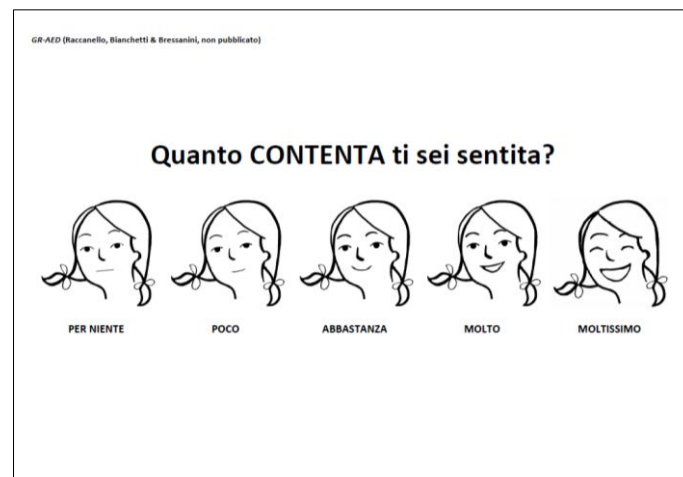 GR-AED (Raccanello, Bianchetti & Bressanini, non pubblicato)
Quanto CONTENTA ti sei sentita?
PER NIENTE POCO ABBASTANZA MOLTO MOLTISSIMO